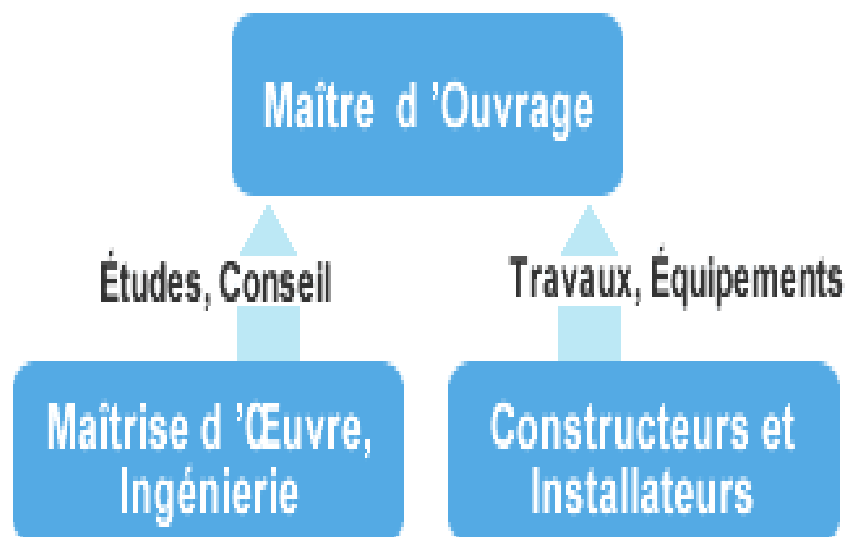 Maître d ’Ouvrage
Études, Conseil
Travaux, Équipements
Maîtrise d ’Œuvre,
Ingénierie
Constructeurs et
Installateurs